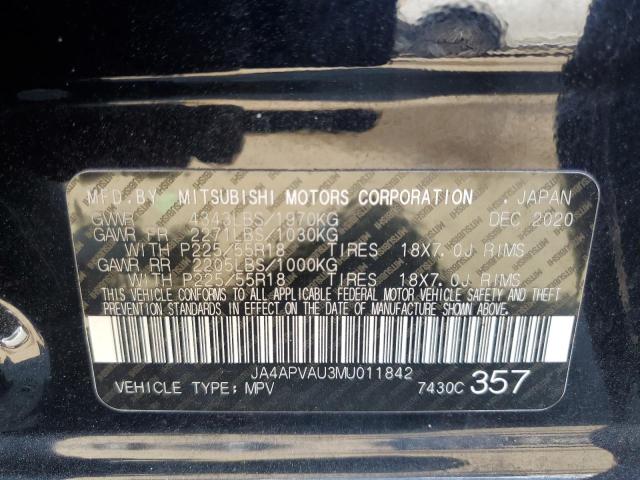 MFD.BY MITSUBISHI MOTORS CORPORATION . JAPAN
GVWR 4343LBS/1970KG DEC 2020
GAWR FR 2271LBS/1030KG
WITH P225/55R18 TIRES 18X7.0J RIMS
GAWR RR 2205LBS/1000KG
WITH P225/55R18 TIRES 18X7.0J RIMS
THIS VEHICLE CONFORMS TO ALL APPLICABLE FEDERAL MOTOR VEHICLE SAFETY AND THEFT
PREVENTION STANDARDS IN EFFECT ON THE DATE OF MANUFACTURE SHOWN ABOVE.
JA4APVAU3MU011842
VEHICLE TYPE: MPV 7430C 357